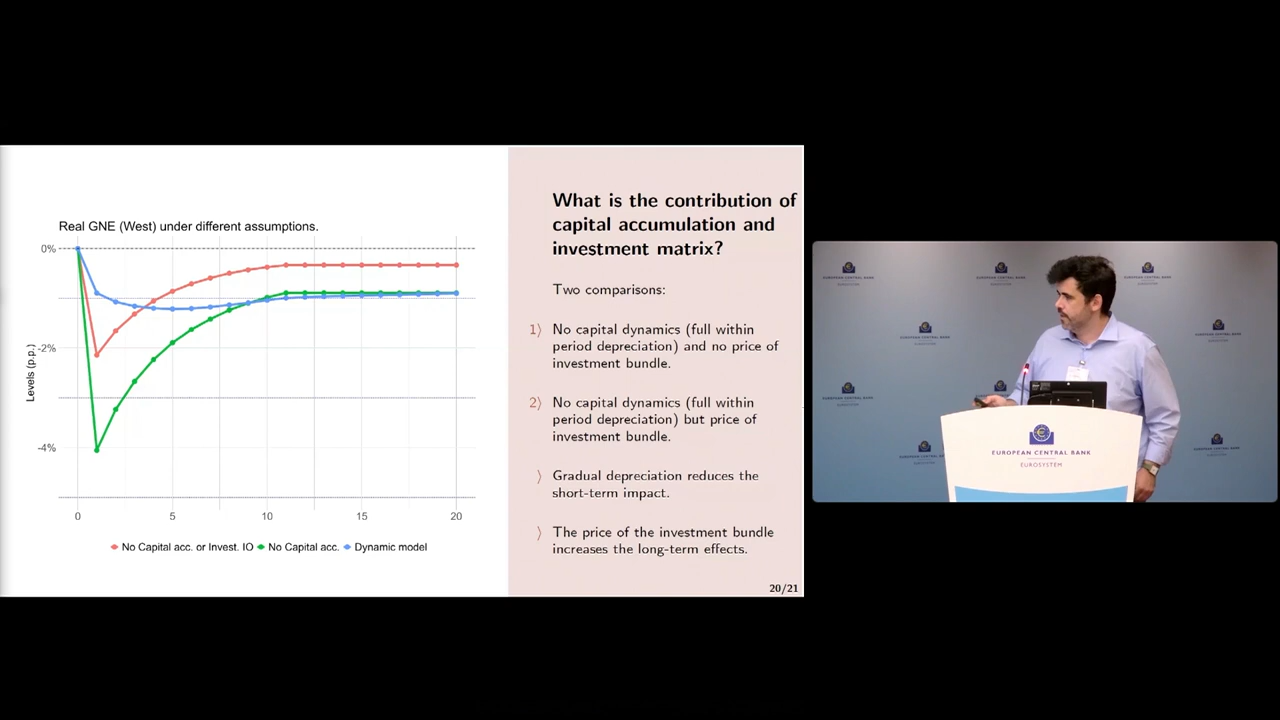 Real GNE (West) under different assumptions.
0%
-2%
-4%
Levels (p.p.)
0 5 10 15 20
No Capital acc. or Invest. IO No Capital acc. Dynamic model
What is the contribution of
capital accumulation and
investment matrix?
Two comparisons:
1) No capital dynamics (full within
period depreciation) and no price of
investment bundle.
2) No capital dynamics (full within
period depreciation) but price of
investment bundle.
Gradual depreciation reduces the
short-term impact.
The price of the investment bundle
increases the long-term effects.
20/21
EUROPEAN CENTRAL BANK
EUROSYSTEM